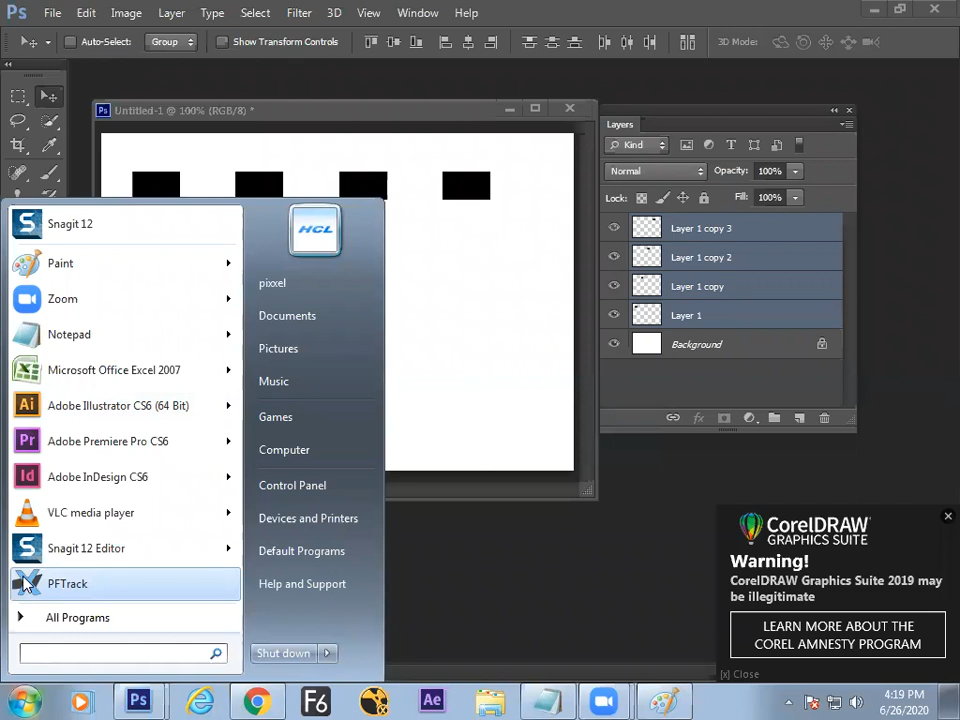 Ps File Edit Image Layer Type Select Filter 3D View Window Help
Auto-Select: Group Show Transform Controls 3D Mode:
Ps Untitled-1 @ 100% (RGB/8) *
Layers
Kind
Normal Opacity: 100%
Lock: Fill: 100%
Layer 1 copy 3
Layer 1 copy 2
Layer 1 copy
Layer 1
Background
Snagit 12
Paint
Zoom
Notepad
Microsoft Office Excel 2007
Adobe Illustrator CS6 (64 Bit)
Adobe Premiere Pro CS6
Adobe InDesign CS6
VLC media player
Snagit 12 Editor
PFTrack
All Programs
HCL
pixxel
Documents
Pictures
Music
Games
Computer
Control Panel
Devices and Printers
Default Programs
Help and Support
Shut down
CorelDRAW
GRAPHICS SUITE
Warning!
CorelDRAW Graphics Suite 2019 may
be illegitimate
LEARN MORE ABOUT THE
COREL AMNESTY PROGRAM
[x] Close
Ps F6 Ae
4:19 PM
6/26/2020